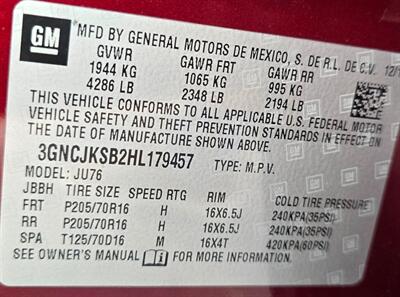 GM
MFD BY GENERAL MOTORS DE MEXICO, S. DE R.L. DE C.V. 12/1
GVWR GAWR FRT GAWR RR
1944 KG 1065 KG 995 KG
4286 LB 2348 LB 2194 LB
THIS VEHICLE CONFORMS TO ALL APPLICABLE U.S. FEDERAL MOTOR
VEHICLE SAFETY AND THEFT PREVENTION STANDARDS IN EFFECT ON
THE DATE OF MANUFACTURE SHOWN ABOVE.
3GNCJKSB2HL179457 TYPE: M.P.V.
MODEL: JU76
JBBH TIRE SIZE SPEED RTG RIM COLD TIRE PRESSURE
FRT P205/70R16 H 16X6.5J 240KPA(35PSI)
RR P205/70R16 H 16X6.5J 240KPA(35PSI)
SPA T125/70D16 M 16X4T 420KPA(60PSI)
SEE OWNER'S MANUAL FOR MORE INFORMATION.